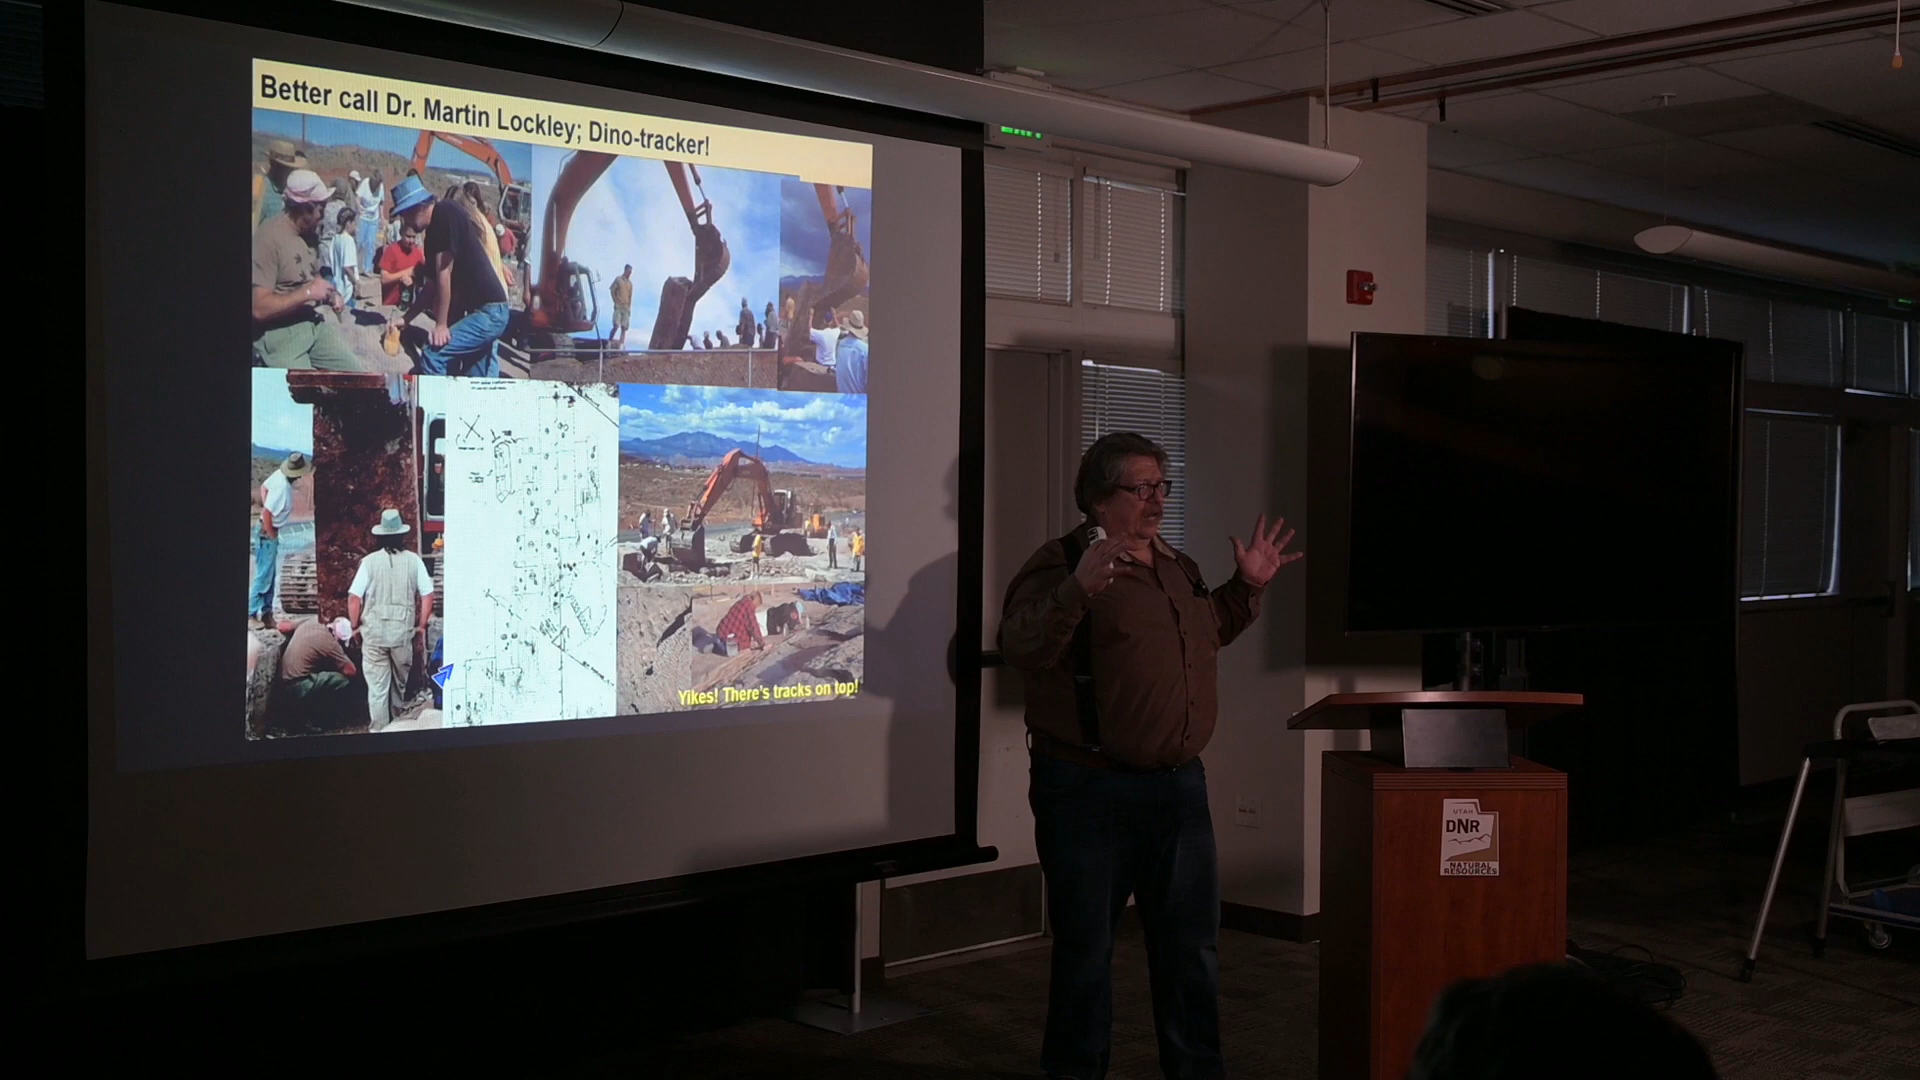 Better call Dr. Martin Lockley; Dino-tracker!
Yikes! There's tracks on top!
UTAH
DNR
NATURAL
RESOURCES